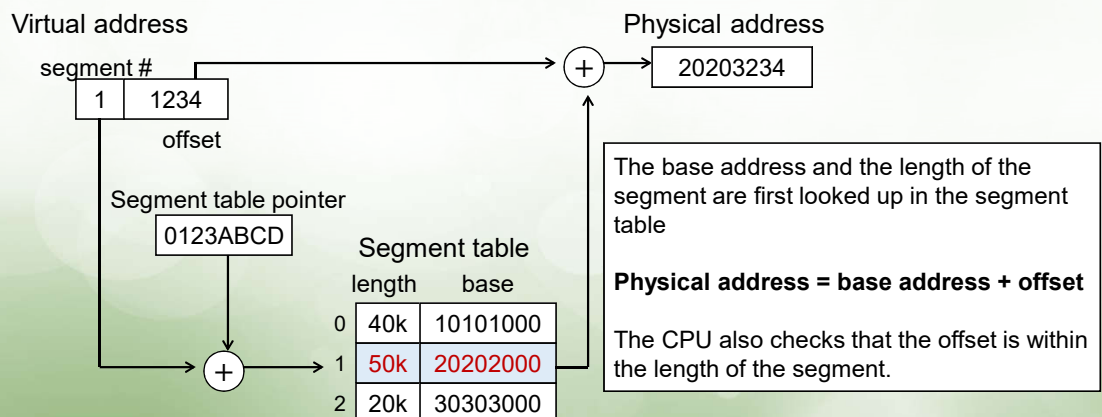 Virtual address
Physical address
segment #
+
20203234
1 1234
offset
The base address and the length of the
segment are first looked up in the segment
table
Physical address = base address + offset
The CPU also checks that the offset is within
the length of the segment.
Segment table pointer
0123ABCD
Segment table
length base
0 40k 10101000
+
1 50k 20202000
2 20k 30303000